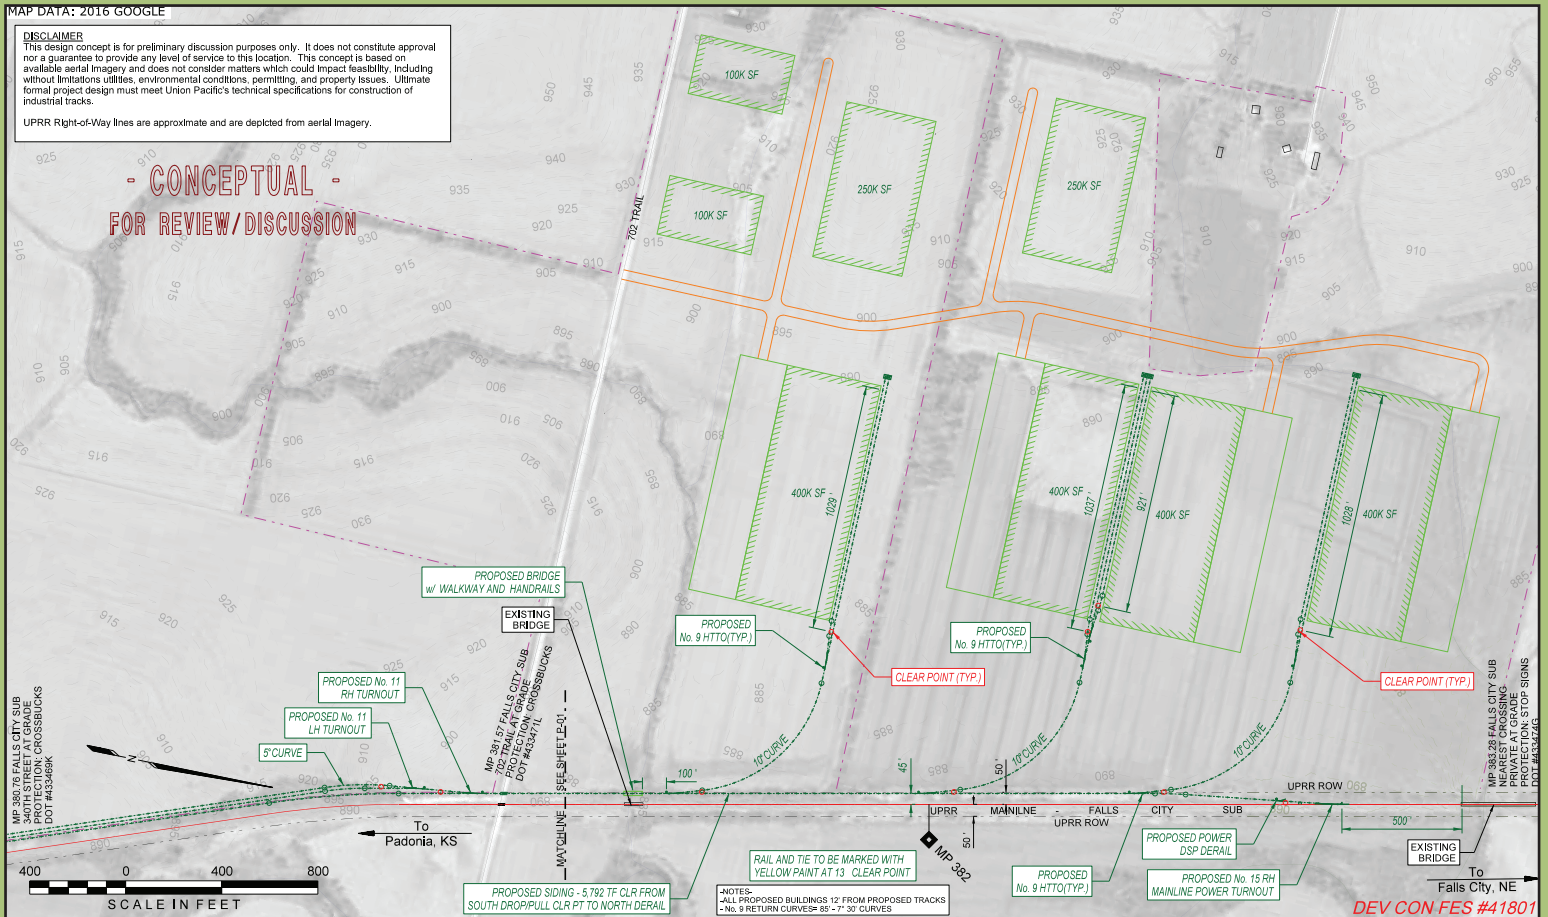 MAP DATA: 2016 GOOGLE
DISCLAIMER
This design concept is for preliminary discussion purposes only. It does not constitute approval
nor a guarantee to provide any level of service to this location. This concept is based on
available aerial imagery and does not consider matters which could impact feasibility, including
without limitations utilities, environmental conditions, permitting, and property issues. Ultimate
formal project design must meet Union Pacific's technical specifications for construction of
industrial tracks.
UPRR Right-of-Way lines are approximate and are depicted from aerial imagery.
- CONCEPTUAL -
FOR REVIEW/DISCUSSION
702 TRAIL
100K SF
100K SF
250K SF
250K SF
400K SF
1029'
400K SF
1037'
921'
400K SF
1028'
400K SF
PROPOSED BRIDGE
w/ WALKWAY AND HANDRAILS
EXISTING
BRIDGE
PROPOSED
No. 9 HTTO(TYP.)
CLEAR POINT (TYP.)
PROPOSED
No. 9 HTTO(TYP.)
CLEAR POINT (TYP.)
PROPOSED No. 11
RH TURNOUT
PROPOSED No. 11
LH TURNOUT
5°CURVE
N
MP 380.76 FALLS CITY SUB
340TH STREET AT GRADE
PROTECTION: CROSSBUCKS
DOT #433469K
MP 381.57 FALLS CITY SUB
702 TRAIL AT GRADE
PROTECTION: CROSSBUCKS
DOT #433471L
MATCHLINE - SEE SHEET P-01 -
100'
10°CURVE
45'
50'
10°CURVE
10°CURVE
UPRR ROW
UPRR MAINLINE - FALLS CITY SUB
UPRR ROW
50'
MP 382
500'
MP 383.28 FALLS CITY SUB
NEAREST CROSSING
PRIVATE AT GRADE
PROTECTION: STOP SIGNS
DOT #433474G
To
Padonia, KS
400 0 400 800
SCALE IN FEET
PROPOSED SIDING - 5,792 TF CLR FROM
SOUTH DROP/PULL CLR PT TO NORTH DERAIL
RAIL AND TIE TO BE MARKED WITH
YELLOW PAINT AT 13 CLEAR POINT
-NOTES-
-ALL PROPOSED BUILDINGS 12' FROM PROPOSED TRACKS
- No. 9 RETURN CURVES= 85' - 7° 30' CURVES
PROPOSED
No. 9 HTTO(TYP.)
PROPOSED POWER
DSP DERAIL
PROPOSED No. 15 RH
MAINLINE POWER TURNOUT
EXISTING
BRIDGE
To
Falls City, NE
DEV CON FES #41801